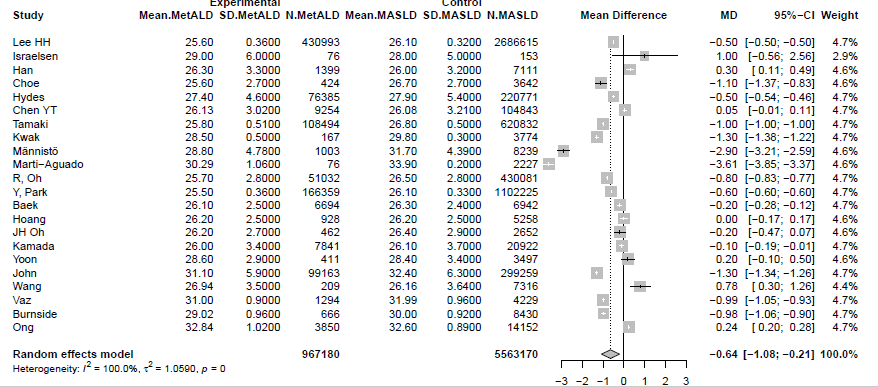 Experimental Control
Study Mean.MetALD SD.MetALD N.MetALD Mean.MASLD SD.MASLD N.MASLD Mean Difference MD 95%−CI Weight
Lee HH 25.60 0.3600 430993 26.10 0.3200 2686615 −0.50 [−0.50; −0.50] 4.7%
Israelsen 29.00 6.0000 76 28.00 5.0000 153 1.00 [−0.56; 2.56] 2.9%
Han 26.30 3.3000 1399 26.00 3.2000 7111 0.30 [ 0.11; 0.49] 4.6%
Choe 25.60 2.7000 424 26.70 2.7000 3642 −1.10 [−1.37; −0.83] 4.6%
Hydes 27.40 4.6000 76385 27.90 5.4000 220771 −0.50 [−0.54; −0.46] 4.7%
Chen YT 26.13 3.0200 9254 26.08 3.2100 104843 0.05 [−0.01; 0.11] 4.7%
Tamaki 25.80 0.5100 108494 26.80 0.5000 620832 −1.00 [−1.00; −1.00] 4.7%
Kwak 28.50 0.5000 167 29.80 0.3000 3774 −1.30 [−1.38; −1.22] 4.7%
Männistö 28.80 4.7800 1003 31.70 4.3900 8239 −2.90 [−3.21; −2.59] 4.6%
Marti−Aguado 30.29 1.0600 76 33.90 0.2000 2227 −3.61 [−3.85; −3.37] 4.6%
R, Oh 25.70 2.8000 51032 26.50 2.8000 430081 −0.80 [−0.83; −0.77] 4.7%
Y, Park 25.50 0.3600 166359 26.10 0.3300 1102225 −0.60 [−0.60; −0.60] 4.7%
Baek 26.10 2.5000 6694 26.30 2.4000 6942 −0.20 [−0.28; −0.12] 4.7%
Hoang 26.20 2.5000 928 26.20 2.5000 5258 0.00 [−0.17; 0.17] 4.6%
JH Oh 26.20 2.7000 462 26.40 2.9000 2652 −0.20 [−0.47; 0.07] 4.6%
Kamada 26.00 3.4000 7841 26.10 3.7000 20922 −0.10 [−0.19; −0.01] 4.7%
Yoon 28.60 2.9000 411 28.40 3.4000 3497 0.20 [−0.10; 0.50] 4.6%
John 31.10 5.9000 99163 32.40 6.3000 299259 −1.30 [−1.34; −1.26] 4.7%
Wang 26.94 3.5000 209 26.16 3.6400 7316 0.78 [ 0.30; 1.26] 4.4%
Vaz 31.00 0.9000 1294 31.99 0.9600 4229 −0.99 [−1.05; −0.93] 4.7%
Burnside 29.02 0.9600 666 30.00 0.9200 8430 −0.98 [−1.06; −0.90] 4.7%
Ong 32.84 1.0200 3850 32.60 0.8900 14152 0.24 [ 0.20; 0.28] 4.7%
Random effects model 967180 5563170 −0.64 [−1.08; −0.21] 100.0%
Heterogeneity: I² = 100.0%, τ² = 1.0590, p = 0
−3 −2 −1 0 1 2 3